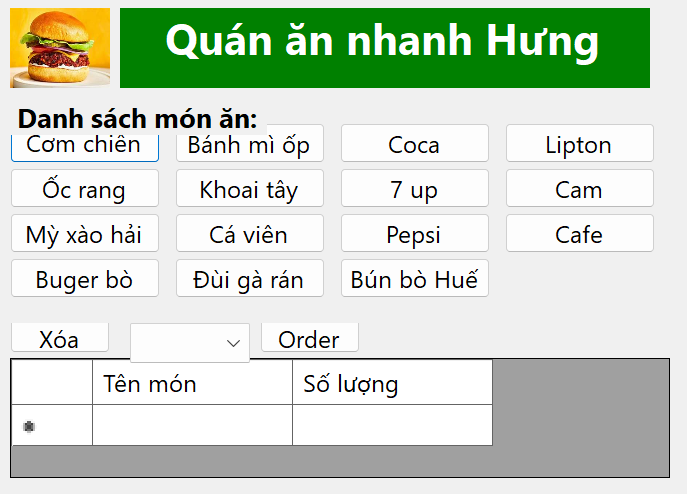 Quán ăn nhanh Hưng
Danh sách món ăn:
Cơm chiên Bánh mì ốp Coca Lipton
Ốc rang Khoai tây 7 up Cam
Mỳ xào hải Cá viên Pepsi Cafe
Buger bò Đùi gà rán Bún bò Huế
Xóa Order
Tên món Số lượng